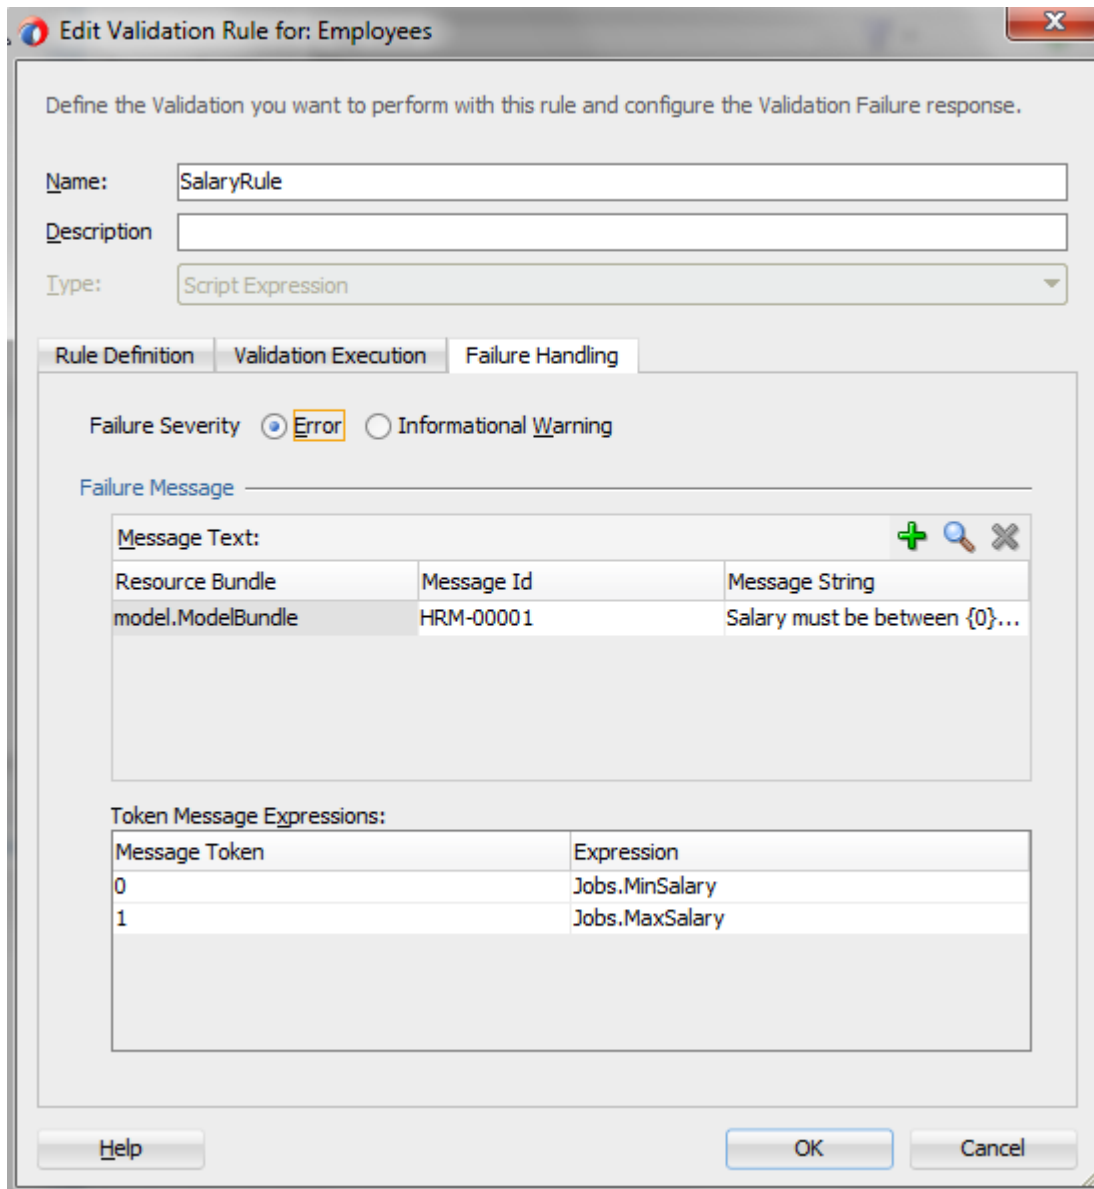 Edit Validation Rule for: Employees
Define the Validation you want to perform with this rule and configure the Validation Failure response.
Name: SalaryRule
Description
Type: Script Expression
Rule Definition Validation Execution Failure Handling
Failure Severity Error Informational Warning
Failure Message
Message Text:
Resource Bundle Message Id Message String
model.ModelBundle HRM-00001 Salary must be between {0}...
Token Message Expressions:
Message Token Expression
0 Jobs.MinSalary
1 Jobs.MaxSalary
Help OK Cancel